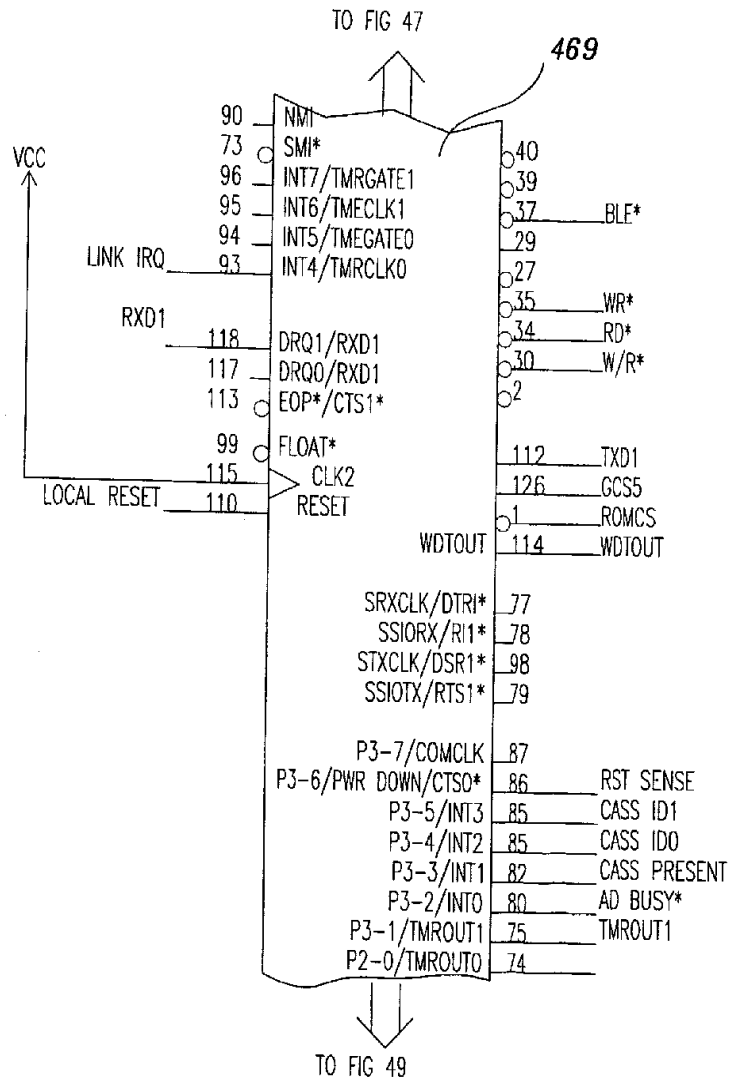 TO FIG 47
469
90 NMI
73 SMI*
96 INT7/TMRGATE1
95 INT6/TMECLK1
94 INT5/TMEGATE0
LINK IRQ 93 INT4/TMRCLK0
VCC
RXD1 118 DRQ1/RXD1
117 DRQ0/RXD1
113 EOP*/CTS1*
99 FLOAT*
115 CLK2
LOCAL RESET 110 RESET
40
39
37 BLE*
29
27
35 WR*
34 RD*
30 W/R*
2
112 TXD1
126 GCS5
1 ROMCS
WDTOUT 114 WDTOUT
SRXCLK/DTRI* 77
SSIORX/RI1* 78
STXCLK/DSR1* 98
SSIOTX/RTS1* 79
P3-7/COMCLK 87
P3-6/PWR DOWN/CTSO* 86 RST SENSE
P3-5/INT3 85 CASS ID1
P3-4/INT2 85 CASS ID0
P3-3/INT1 82 CASS PRESENT
P3-2/INT0 80 AD BUSY*
P3-1/TMROUT1 75 TMROUT1
P2-0/TMROUT0 74
TO FIG 49